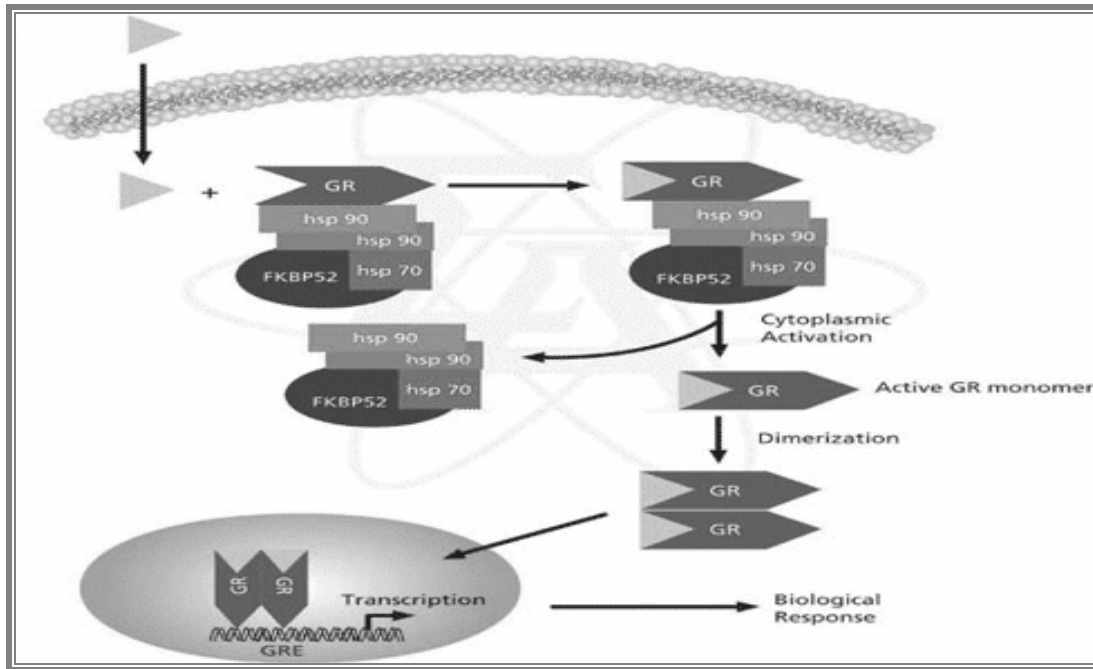 +
GR
hsp 90
hsp 90
FKBP52
hsp 70
GR
hsp 90
hsp 90
FKBP52
hsp 70
Cytoplasmic
Activation
hsp 90
hsp 90
FKBP52
hsp 70
GR
Active GR monomer
Dimerization
GR
GR
GR
GR
Transcription
GRE
Biological
Response